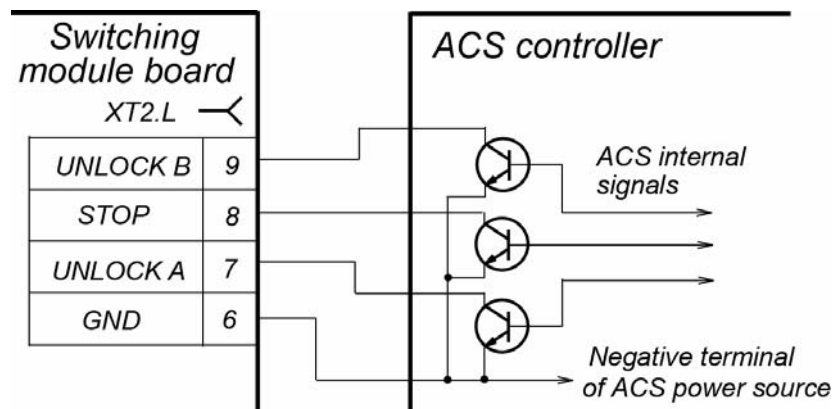 Switching
module board
XT2.L
UNLOCK B 9
STOP 8
UNLOCK A 7
GND 6
ACS controller
ACS internal
signals
Negative terminal
of ACS power source